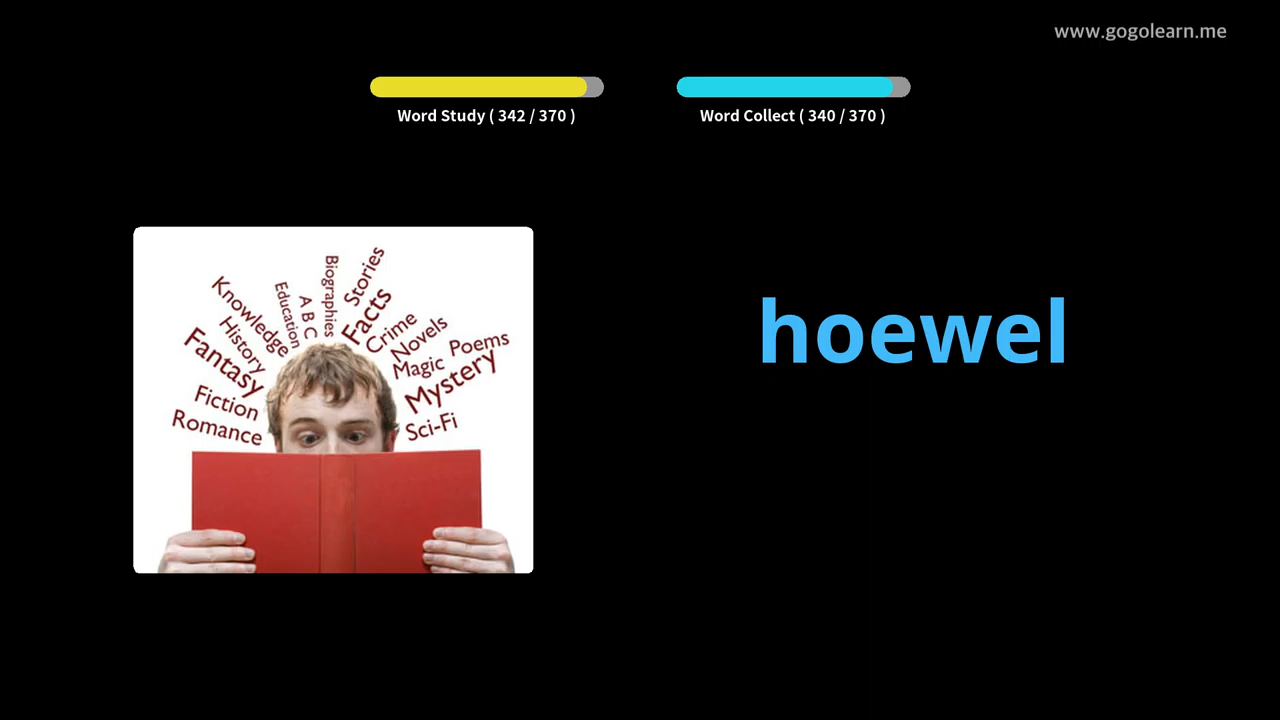 www.gogolearn.me
Word Study ( 342 / 370 )
Word Collect ( 340 / 370 )
hoewel
Biographies
Stories
Education
A B C
Facts
Knowledge
History
Crime
Novels
Fantasy
Magic
Poems
Mystery
Fiction
Romance
Sci-Fi